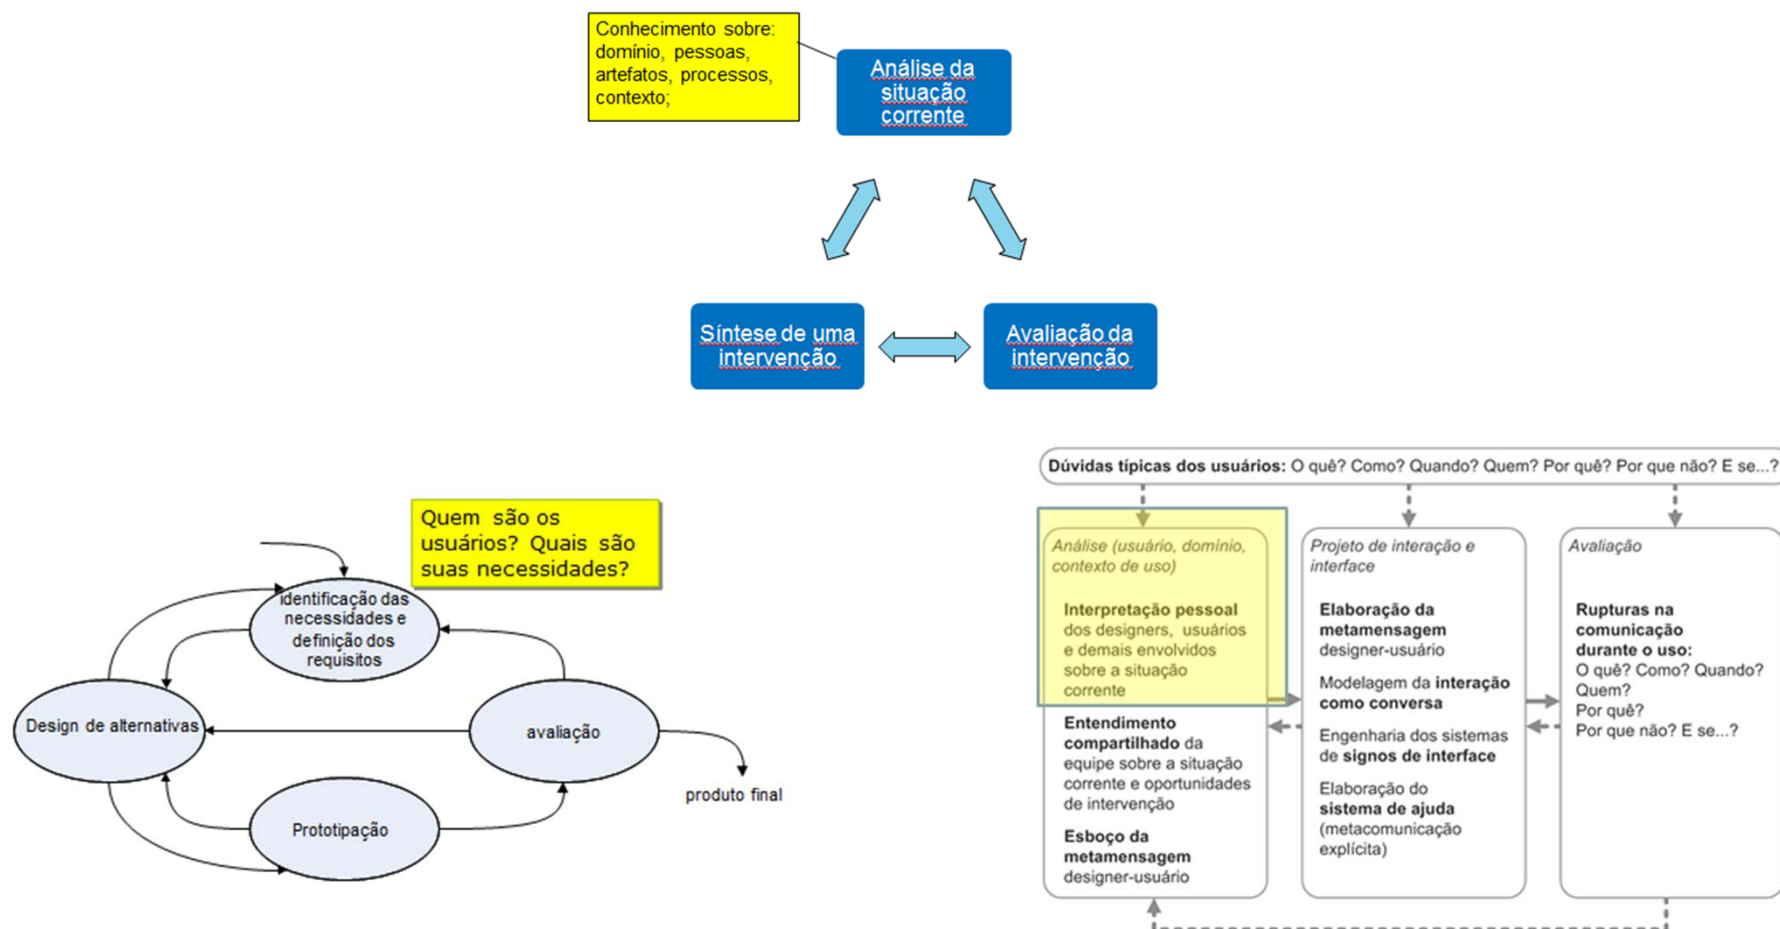 Conhecimento sobre:
domínio, pessoas,
artefatos, processos,
contexto;
Análise da
situação
corrente
Síntese de uma
intervenção
Avaliação da
intervenção
Quem são os
usuários? Quais são
suas necessidades?
identificação das
necessidades e
definição dos
requisitos
Design de alternativas
avaliação
Prototipação
produto final
Dúvidas típicas dos usuários: O quê? Como? Quando? Quem? Por quê? Por que não? E se...?
Análise (usuário, domínio,
contexto de uso)
Interpretação pessoal
dos designers, usuários
e demais envolvidos
sobre a situação
corrente
Entendimento
compartilhado da
equipe sobre a situação
corrente e oportunidades
de intervenção
Esboço da
metamensagem
designer-usuário
Projeto de interação e
interface
Elaboração da
metamensagem
designer-usuário
Modelagem da interação
como conversa
Engenharia dos sistemas
de signos de interface
Elaboração do
sistema de ajuda
(metacomunicação
explícita)
Avaliação
Rupturas na
comunicação
durante o uso:
O quê? Como? Quando?
Quem?
Por quê?
Por que não? E se...?